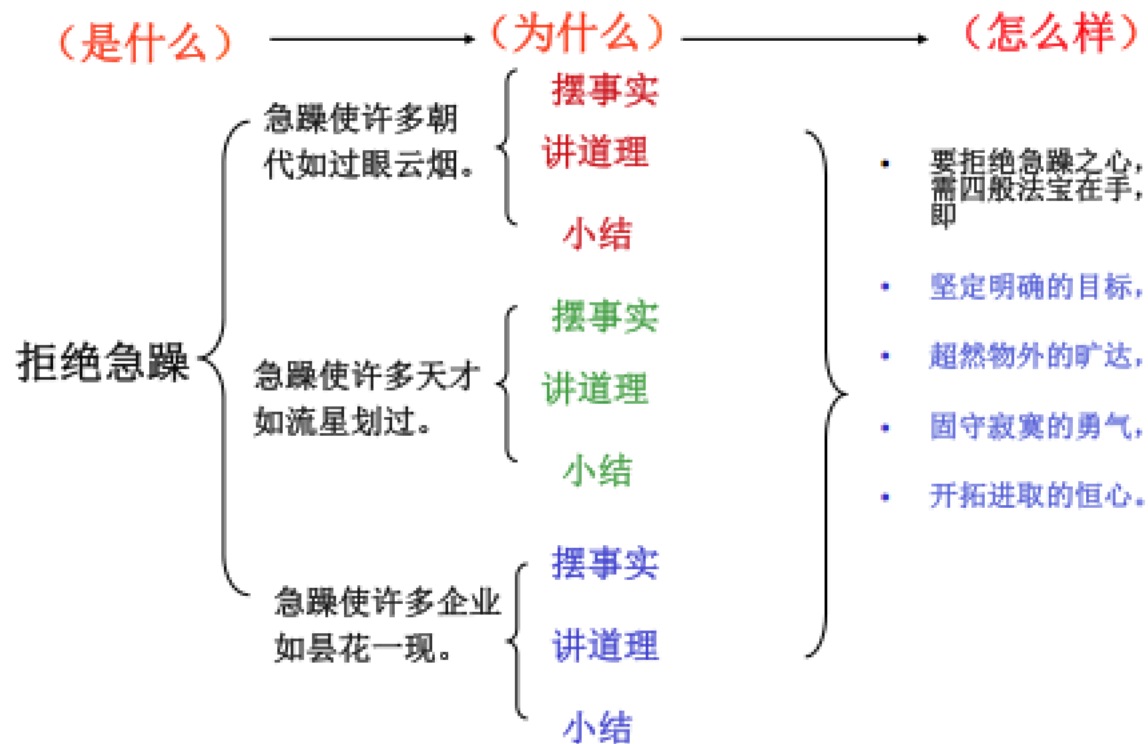 （是什么）
（为什么）
（怎么样）
拒绝急躁
急躁使许多朝
代如过眼云烟。
摆事实
讲道理
小结
急躁使许多天才
如流星划过。
摆事实
讲道理
小结
急躁使许多企业
如昙花一现。
摆事实
讲道理
小结
• 要拒绝急躁之心，
需四般法宝在手，
即
• 坚定明确的目标，
• 超然物外的旷达，
• 固守寂寞的勇气，
• 开拓进取的恒心。